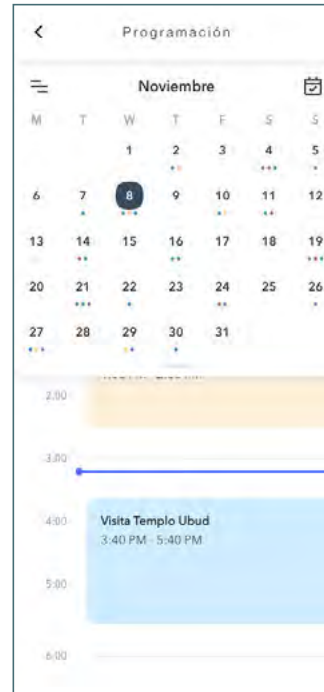 Programación
Noviembre
M T W T F S S
1 2 3 4 5
6 7 8 9 10 11 12
13 14 15 16 17 18 19
20 21 22 23 24 25 26
27 28 29 30 31
2:00
3:00
4:00
Visita Templo Ubud
3:40 PM - 5:40 PM
5:00
6:00